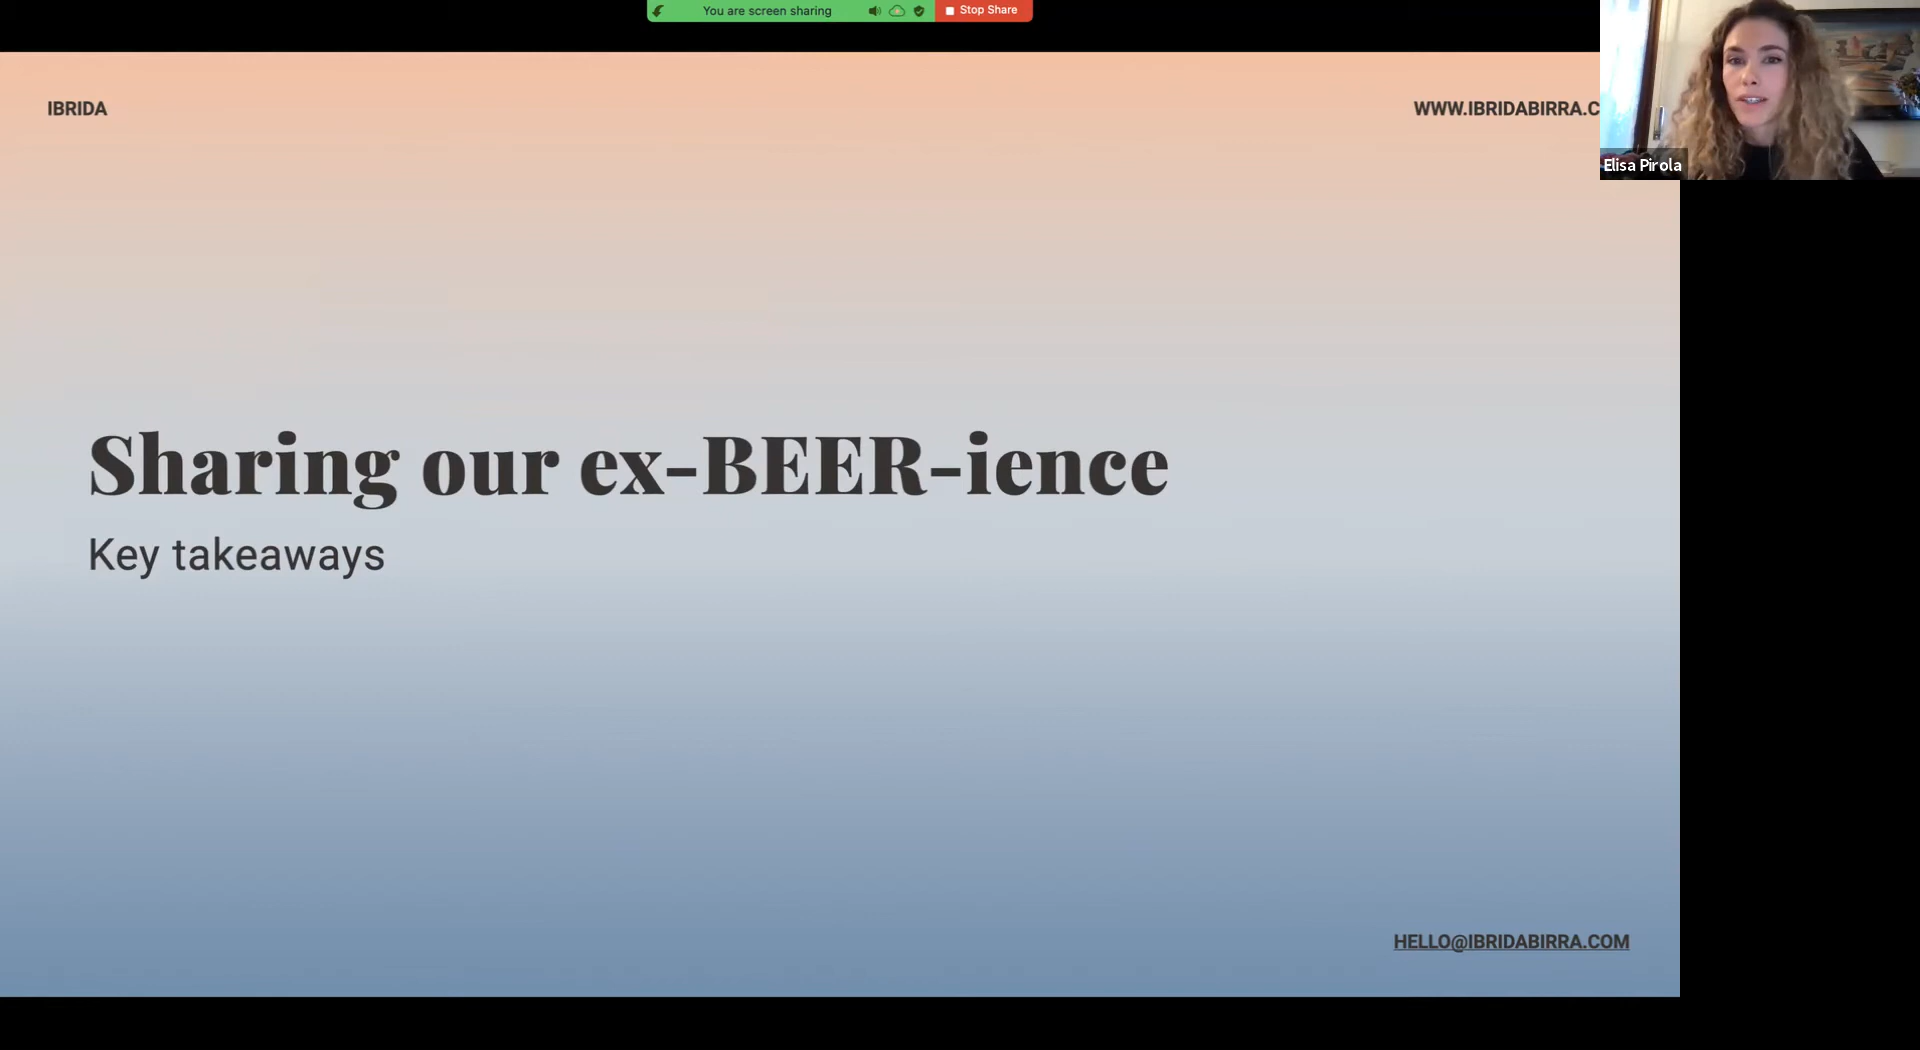 You are screen sharing
Stop Share
IBRIDA
WWW.IBRIDABIRRA.C
Elisa Pirola
Sharing our ex-BEER-ience
Key takeaways
HELLO@IBRIDABIRRA.COM